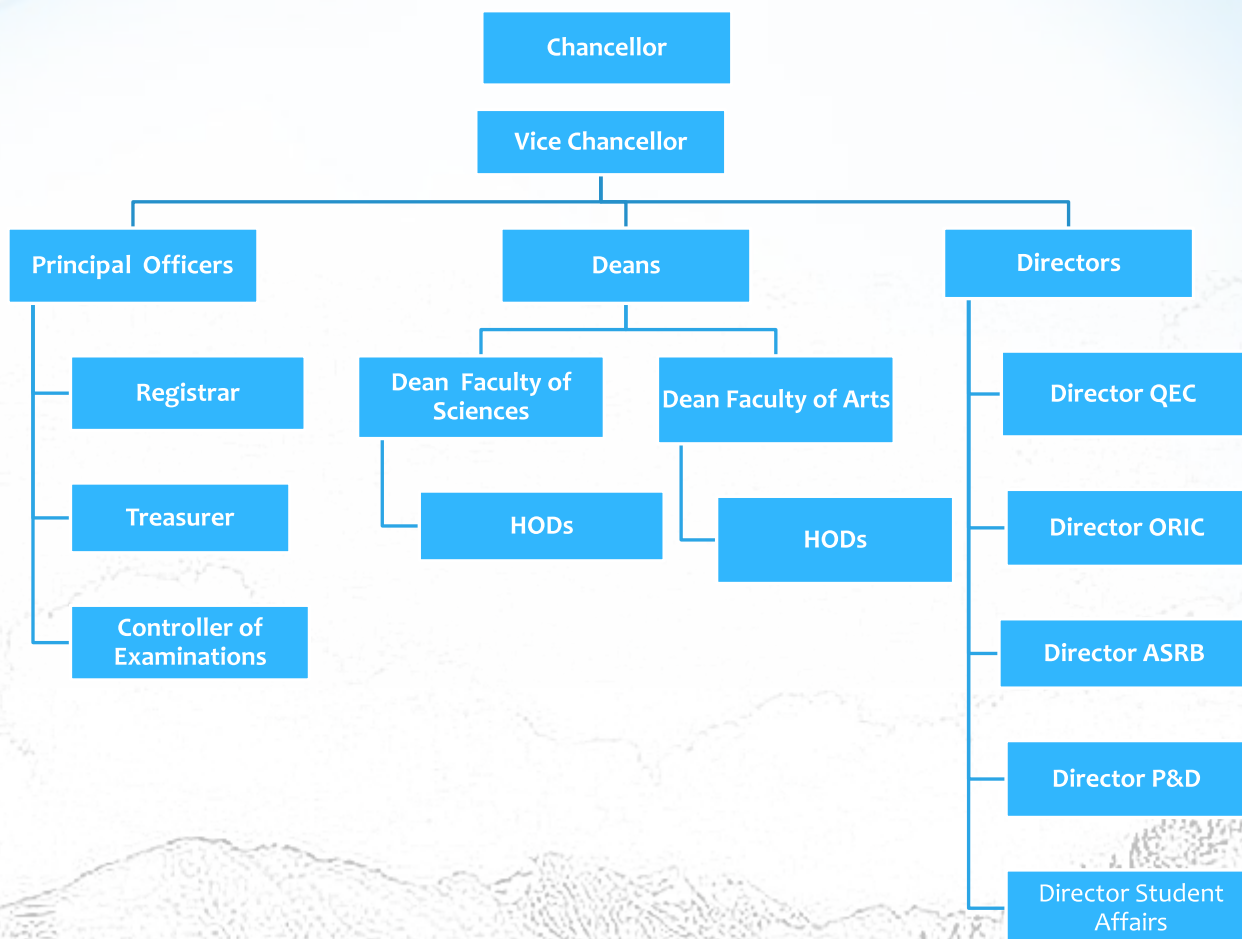 Chancellor
Vice Chancellor
Principal Officers
Deans
Directors
Registrar
Treasurer
Controller of
Examinations
Dean Faculty of
Sciences
HODs
Dean Faculty of Arts
HODs
Director QEC
Director ORIC
Director ASRB
Director P&D
Director Student
Affairs